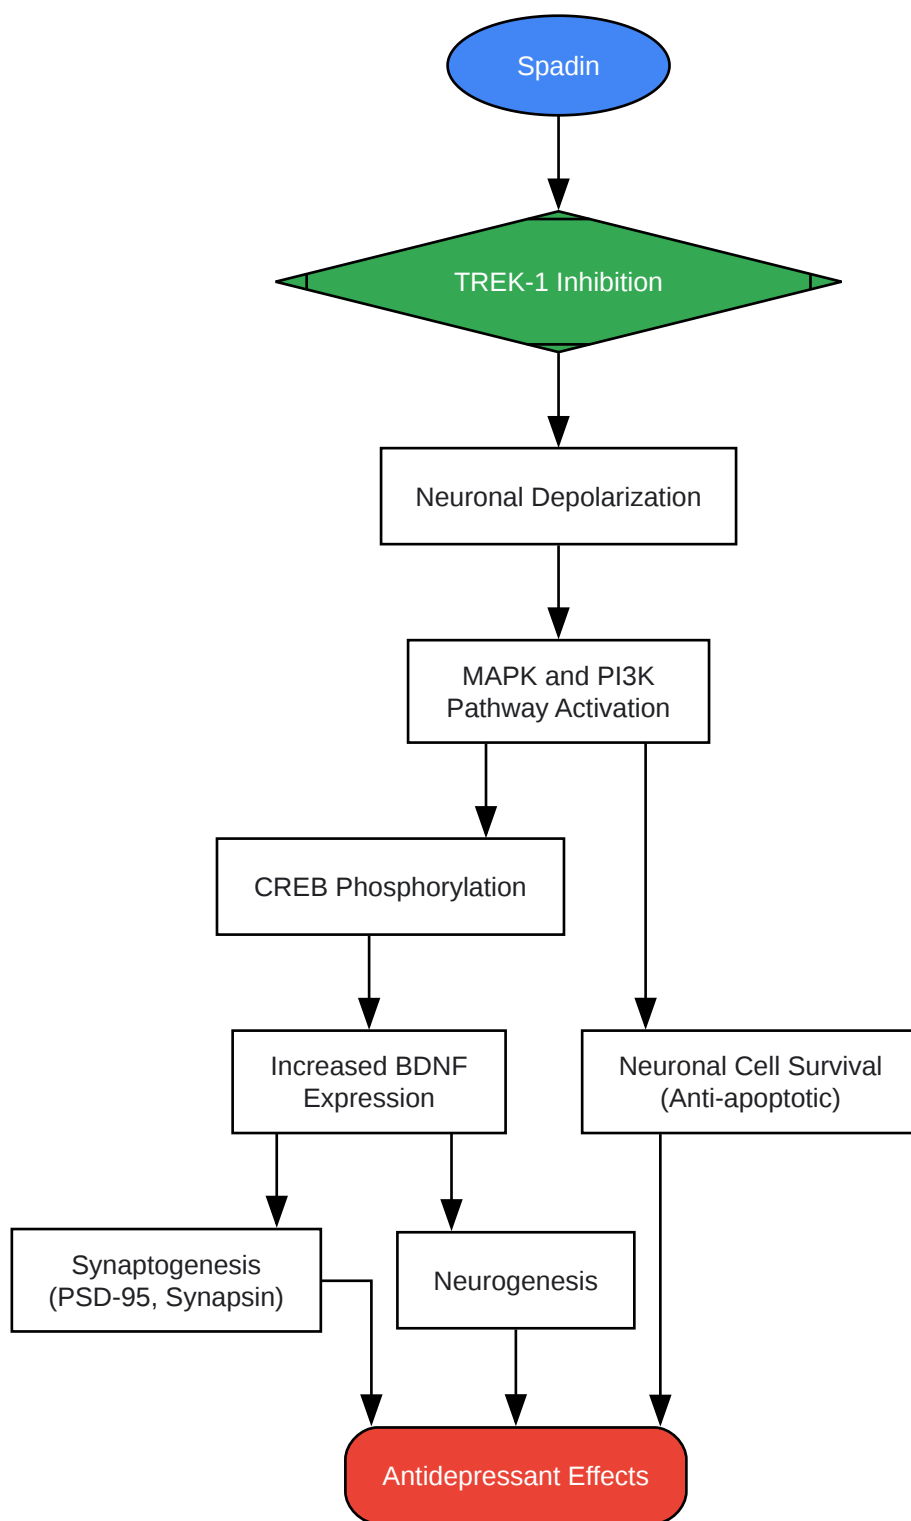 Spadin
TREK-1 Inhibition
Neuronal Depolarization
MAPK and PI3K
Pathway Activation
CREB Phosphorylation
Increased BDNF
Expression
Neuronal Cell Survival
(Anti-apoptotic)
Synaptogenesis
(PSD-95, Synapsin)
Neurogenesis
Antidepressant Effects